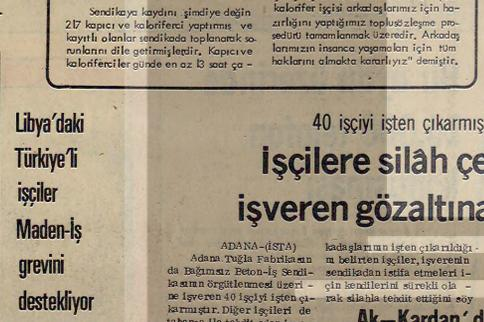 Sendikaya kaydını şimdiye değin
217 kapıcı ve kaloriferci yaptırmış ve
kayıtlı olanlar sendikada toplanarak so-
runlarını dile getirmişlerdir. Kapıcı ve
kaloriferciler günde en az 13 saat ça -
kalorifer işçisi arkadaşlarımız için ha-
zırlığını yaptığımız toplusözleşme pro-
sedürü tamamlanmak üzeredir. Arkadaş
larımızın insanca yaşamaları için tüm
haklarını almakta kararlıyız" demiştir.
Libya'daki
Türkiye'li
işçiler
Maden-İş
grevini
destekliyor
40 işçiyi işten çıkarmış
İşçilere silâh çe
işveren gözaltına
ADANA-(İSTA)
Adana Tuğla Fabrikasın
da Bağımsız Beton-İş Sendi-
kasının örgütlenmesi üzeri -
ne işveren 40 işçiyi işten çı-
karmıştır. Diğer işçileri de
kadaşlarının işten çıkarıldığı -
nı belirten işçiler, işverenin
sendikadan istifa etmeleri i-
çin kendilerini sürekli ola -
rak silahla tehdit ettiğini söy
Ak-Kardan'd